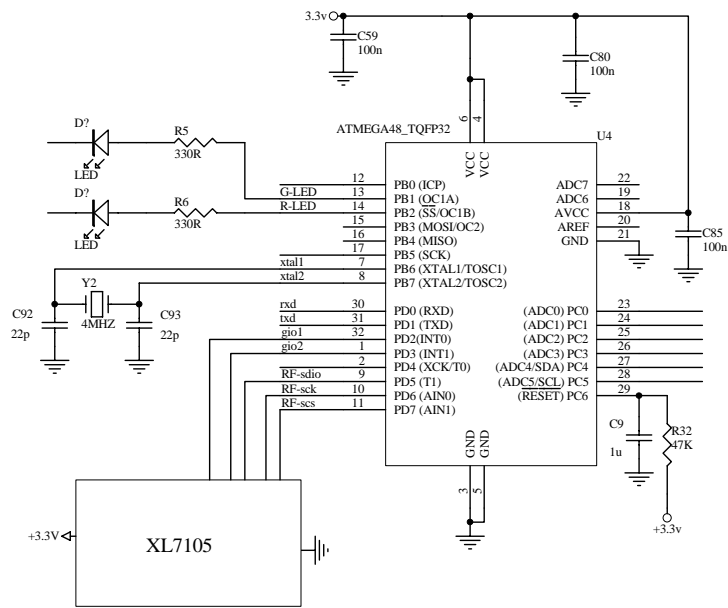 3.3v
C59
100n
C80
100n
ATMEGA48_TQFP32
U4
6
4
VCC
VCC
D?
LED
R5
330R
D?
LED
R6
330R
G-LED
R-LED
12 PB0 (ICP)
13 PB1 (OC1A)
14 PB2 (SS/OC1B)
15 PB3 (MOSI/OC2)
16 PB4 (MISO)
17 PB5 (SCK)
xtal1 7 PB6 (XTAL1/TOSC1)
xtal2 8 PB7 (XTAL2/TOSC2)
ADC7 22
ADC6 19
AVCC 18
AREF 20
GND 21
C85
100n
Y2
4MHZ
C92
22p
C93
22p
rxd 30 PD0 (RXD)
txd 31 PD1 (TXD)
gio1 32 PD2(INT0)
gio2 1 PD3 (INT1)
2 PD4 (XCK/T0)
RF-sdio 9 PD5 (T1)
RF-sck 10 PD6 (AIN0)
RF-scs 11 PD7 (AIN1)
(ADC0) PC0 23
(ADC1) PC1 24
(ADC2) PC2 25
(ADC3) PC3 26
(ADC4/SDA) PC4 27
(ADC5/SCL) PC5 28
(RESET) PC6 29
C9
1u
R32
47K
+3.3v
GND
GND
3
5
+3.3V
XL7105